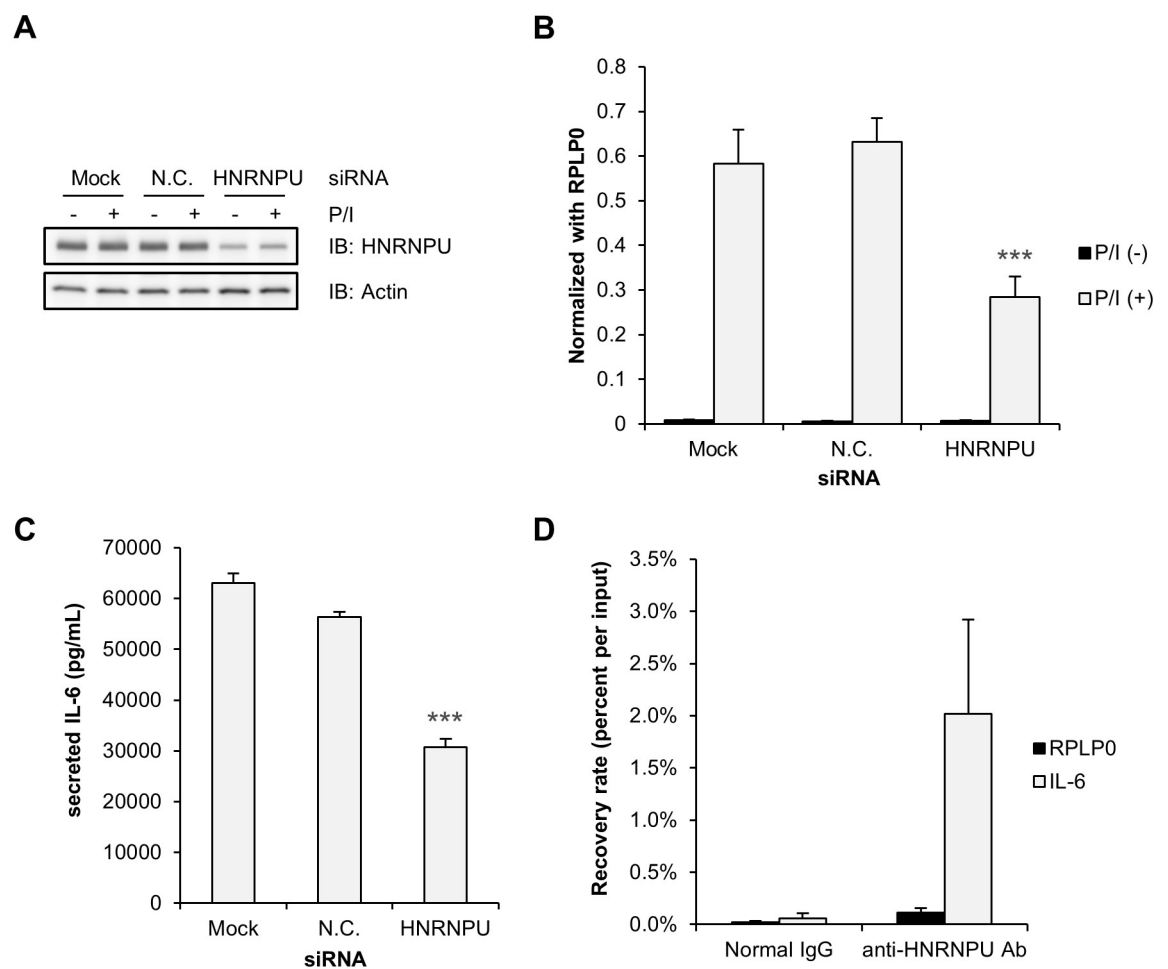 A
Mock N.C. HNRNPU siRNA
- + - + - + P/I
IB: HNRNPU
IB: Actin
B
Normalized with RPLP0
0.8
0.7
0.6
0.5
0.4
0.3
0.2
0.1
0
***
P/I (-)
P/I (+)
Mock N.C. HNRNPU
siRNA
C
secreted IL-6 (pg/mL)
70000
60000
50000
40000
30000
20000
10000
0
***
Mock N.C. HNRNPU
siRNA
D
Recovery rate (percent per input)
3.5%
3.0%
2.5%
2.0%
1.5%
1.0%
0.5%
0.0%
RPLP0
IL-6
Normal IgG anti-HNRNPU Ab